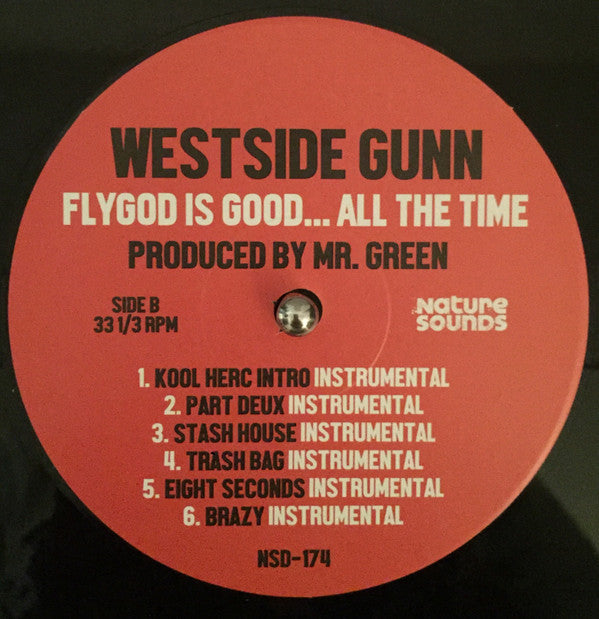 WESTSIDE GUNN
FLYGOD IS GOOD... ALL THE TIME
PRODUCED BY MR. GREEN
SIDE B
33 1/3 RPM
NATURE
SOUNDS
1. KOOL HERC INTRO INSTRUMENTAL
2. PART DEUX INSTRUMENTAL
3. STASH HOUSE INSTRUMENTAL
4. TRASH BAG INSTRUMENTAL
5. EIGHT SECONDS INSTRUMENTAL
6. BRAZY INSTRUMENTAL
NSD-174